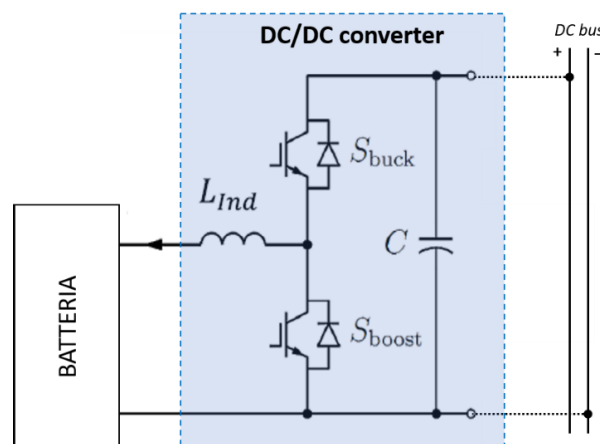 DC/DC converter
DC bus
+ –
S_buck
L_Ind
C
BATTERIA
S_boost